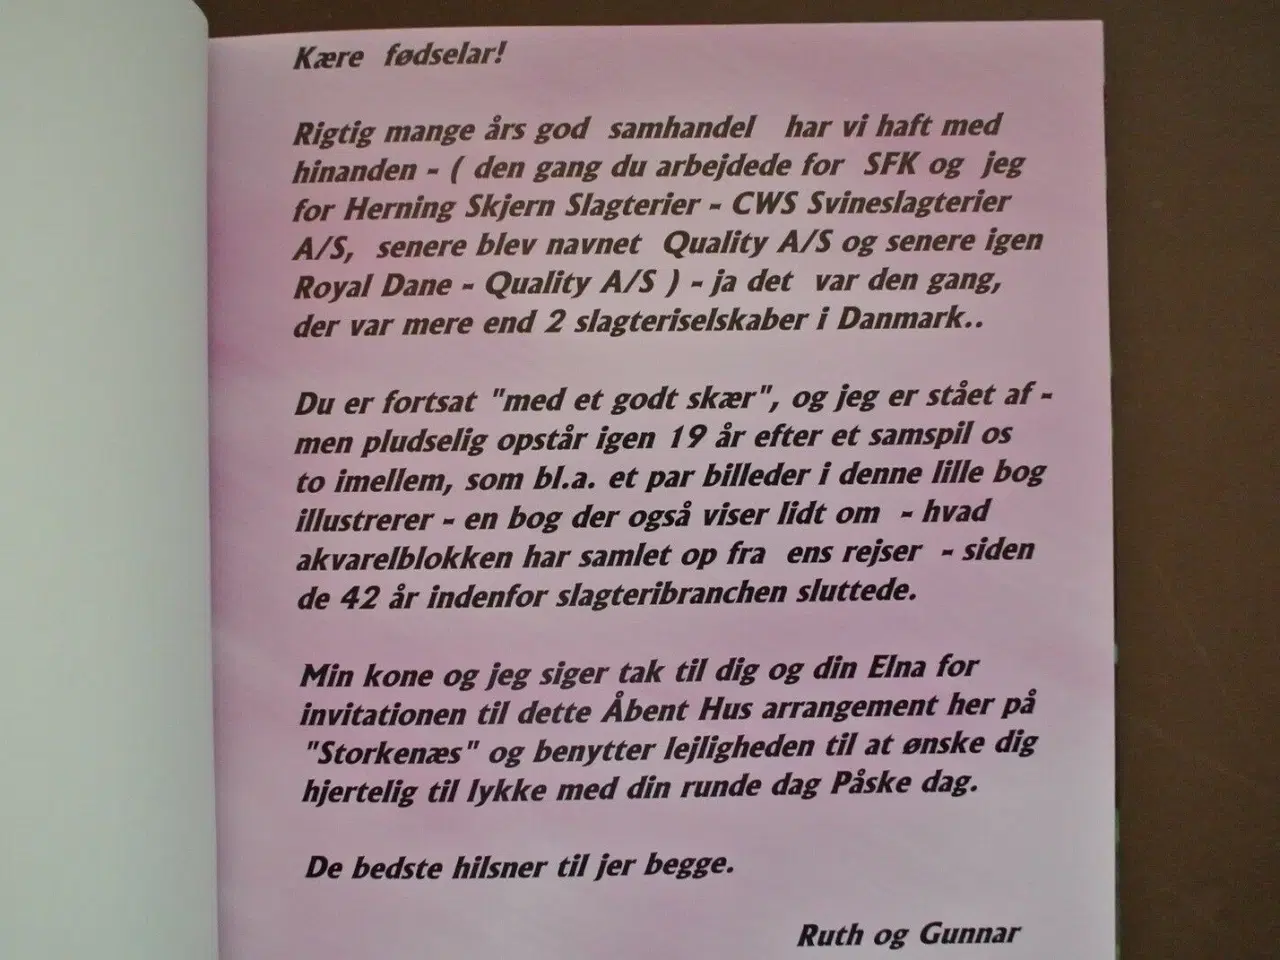 Kære fødselar!
Rigtig mange års god samhandel har vi haft med
hinanden - ( den gang du arbejdede for SFK og jeg
for Herning Skjern Slagterier - CWS Svineslagterier
A/S, senere blev navnet Quality A/S og senere igen
Royal Dane - Quality A/S ) - ja det var den gang,
der var mere end 2 slagteriselskaber i Danmark..
Du er fortsat "med et godt skær", og jeg er stået af -
men pludselig opstår igen 19 år efter et samspil os
to imellem, som bl.a. et par billeder i denne lille bog
illustrerer - en bog der også viser lidt om - hvad
akvarelblokken har samlet op fra ens rejser - siden
de 42 år indenfor slagteribranchen sluttede.
Min kone og jeg siger tak til dig og din Elna for
invitationen til dette Åbent Hus arrangement her på
"Storkenæs" og benytter lejligheden til at ønske dig
hjertelig til lykke med din runde dag Påske dag.
De bedste hilsner til jer begge.
Ruth og Gunnar